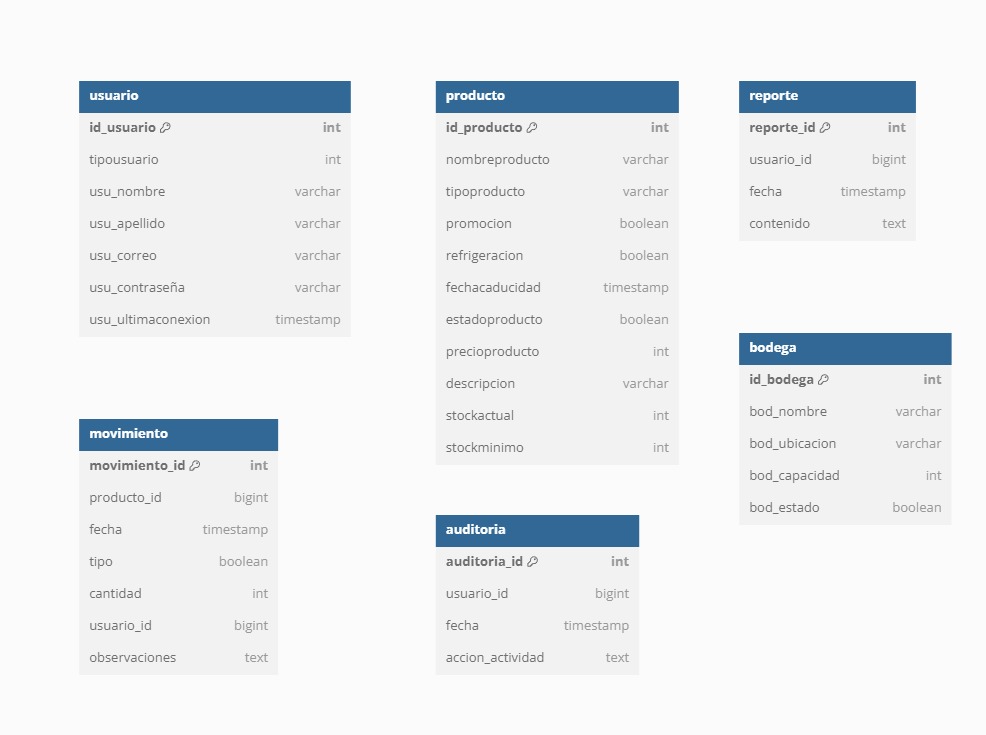 usuario
id_usuario int
tipousuario int
usu_nombre varchar
usu_apellido varchar
usu_correo varchar
usu_contraseña varchar
usu_ultimaconexion timestamp
producto
id_producto int
nombreproducto varchar
tipoproducto varchar
promocion boolean
refrigeracion boolean
fechacaducidad timestamp
estadoproducto boolean
precioproducto int
descripcion varchar
stockactual int
stockminimo int
reporte
reporte_id int
usuario_id bigint
fecha timestamp
contenido text
bodega
id_bodega int
bod_nombre varchar
bod_ubicacion varchar
bod_capacidad int
bod_estado boolean
movimiento
movimiento_id int
producto_id bigint
fecha timestamp
tipo boolean
cantidad int
usuario_id bigint
observaciones text
auditoria
auditoria_id int
usuario_id bigint
fecha timestamp
accion_actividad text